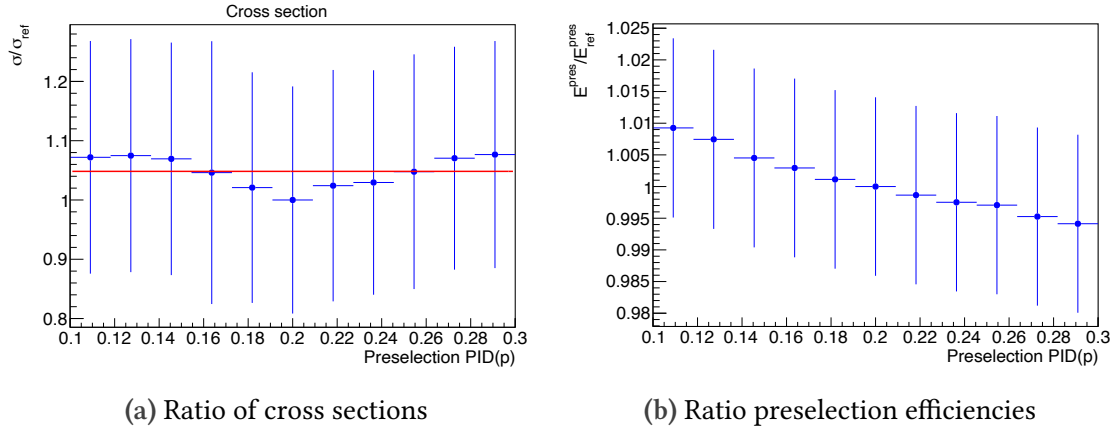 Cross section
σ/σref
1.2
1.1
1
0.9
0.8
0.1 0.12 0.14 0.16 0.18 0.2 0.22 0.24 0.26 0.28 0.3
Preselection PID(p)
(a) Ratio of cross sections
E^pres/E^pres_ref
1.025
1.02
1.015
1.01
1.005
1
0.995
0.99
0.985
0.98
0.1 0.12 0.14 0.16 0.18 0.2 0.22 0.24 0.26 0.28 0.3
Preselection PID(p)
(b) Ratio preselection efficiencies